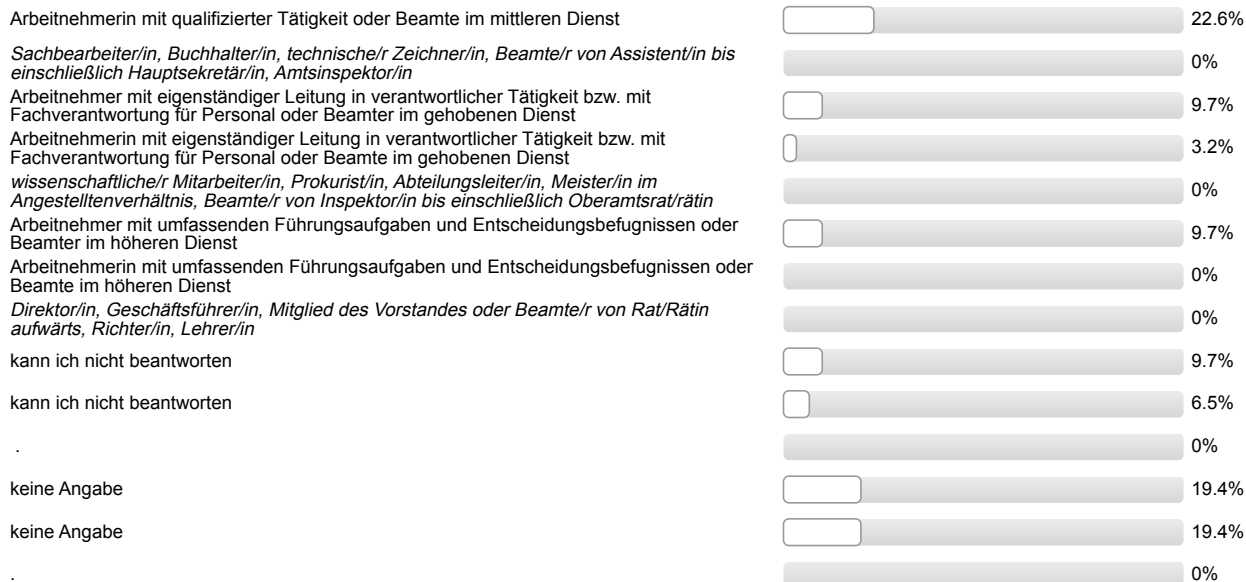 Arbeitnehmerin mit qualifizierter Tätigkeit oder Beamte im mittleren Dienst 22.6%
Sachbearbeiter/in, Buchhalter/in, technische/r Zeichner/in, Beamte/r von Assistent/in bis
einschließlich Hauptsekretär/in, Amtsinspektor/in 0%
Arbeitnehmer mit eigenständiger Leitung in verantwortlicher Tätigkeit bzw. mit
Fachverantwortung für Personal oder Beamter im gehobenen Dienst 9.7%
Arbeitnehmerin mit eigenständiger Leitung in verantwortlicher Tätigkeit bzw. mit
Fachverantwortung für Personal oder Beamte im gehobenen Dienst 3.2%
wissenschaftliche/r Mitarbeiter/in, Prokurist/in, Abteilungsleiter/in, Meister/in im
Angestelltenverhältnis, Beamte/r von Inspektor/in bis einschließlich Oberamtsrat/rätin 0%
Arbeitnehmer mit umfassenden Führungsaufgaben und Entscheidungsbefugnissen oder
Beamter im höheren Dienst 9.7%
Arbeitnehmerin mit umfassenden Führungsaufgaben und Entscheidungsbefugnissen oder
Beamte im höheren Dienst 0%
Direktor/in, Geschäftsführer/in, Mitglied des Vorstandes oder Beamte/r von Rat/Rätin
aufwärts, Richter/in, Lehrer/in 0%
kann ich nicht beantworten 9.7%
kann ich nicht beantworten 6.5%
. 0%
keine Angabe 19.4%
keine Angabe 19.4%
. 0%